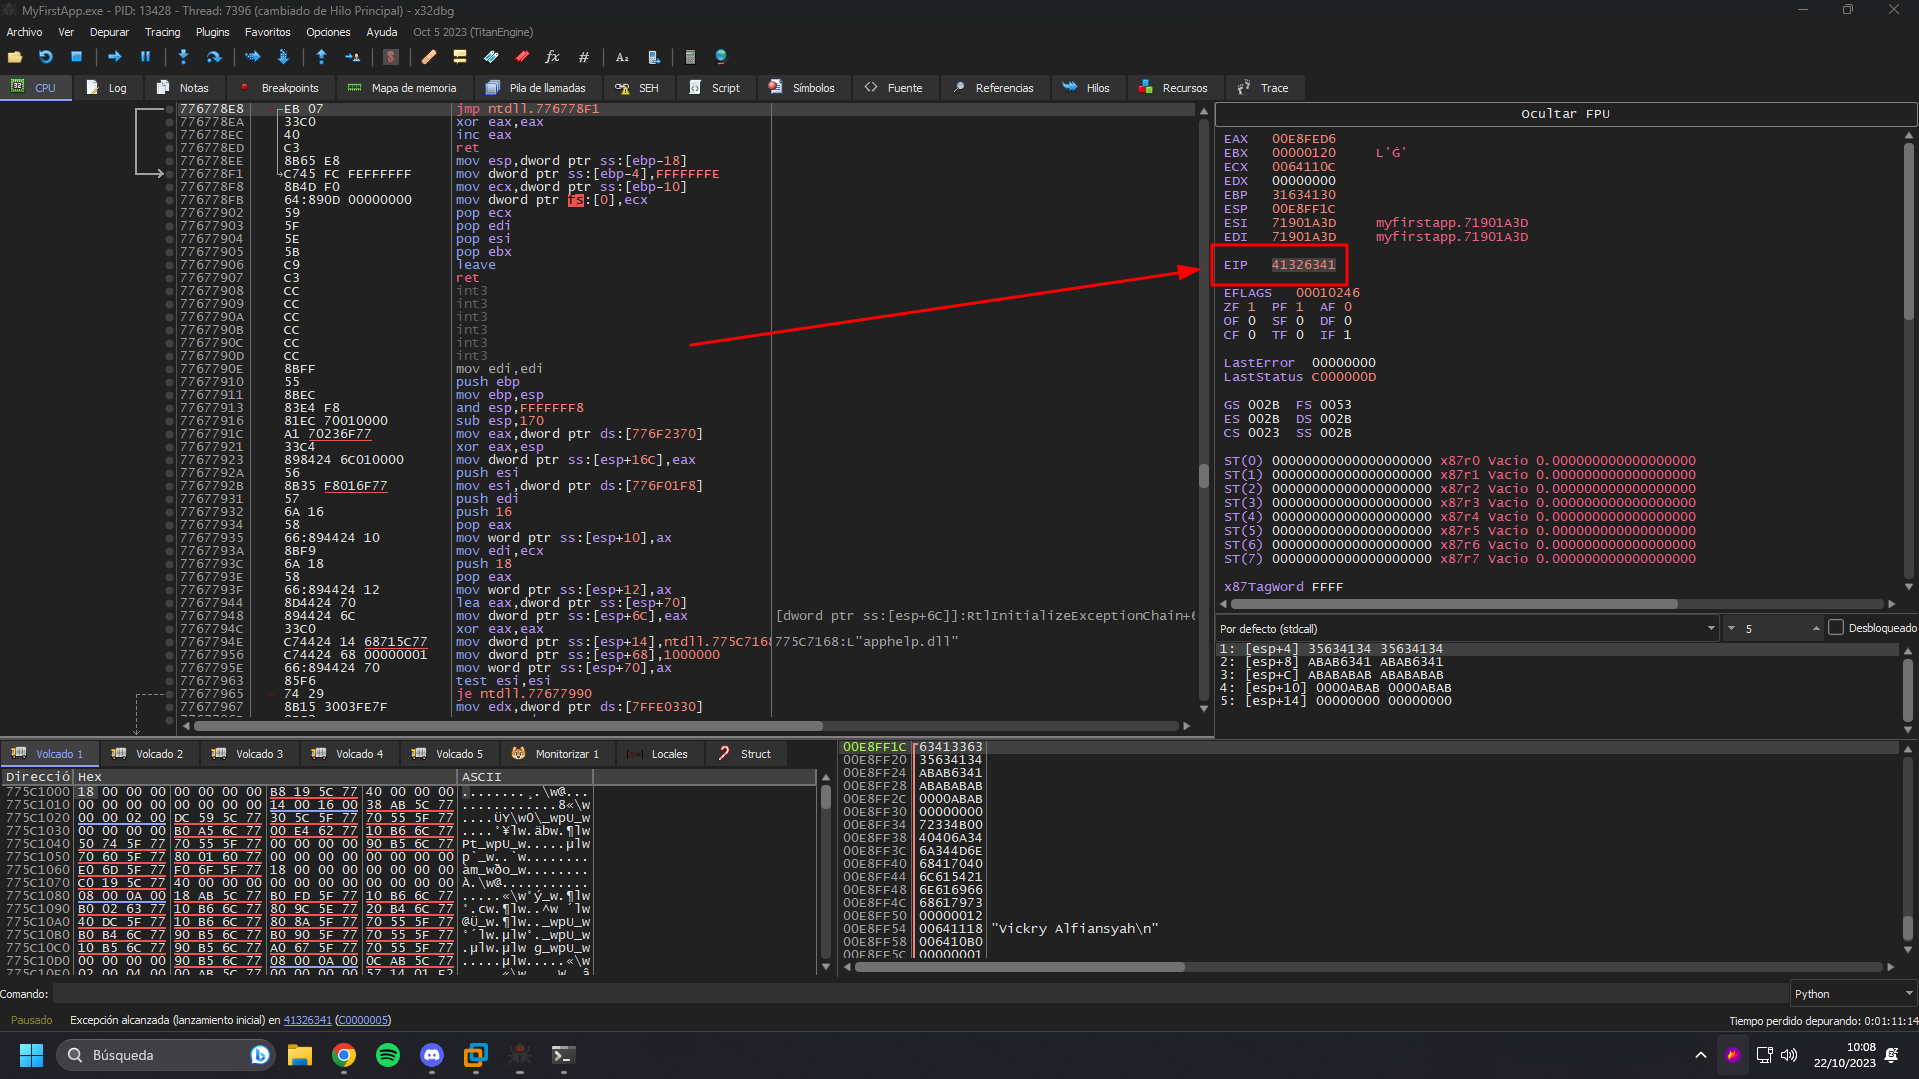 MyFirstApp.exe - PID: 13428 - Thread: 7396 (cambiado de Hilo Principal) - x32dbg
Archivo Ver Depurar Tracing Plugins Favoritos Opciones Ayuda Oct 5 2023 (TitanEngine)
CPU Log Notas Breakpoints Mapa de memoria Pila de llamadas SEH Script Símbolos Fuente Referencias Hilos Recursos Trace
776778E8 EB 07 jmp ntdll.776778F1
776778EA 33C0 xor eax,eax
776778EC 40 inc eax
776778ED C3 ret
776778EE 8B65 E8 mov esp,dword ptr ss:[ebp-18]
776778F1 C745 FC FEFFFFFF mov dword ptr ss:[ebp-4],FFFFFFFE
776778F8 8B4D F0 mov ecx,dword ptr ss:[ebp-10]
776778FB 64:890D 00000000 mov dword ptr fs:[0],ecx
77677902 59 pop ecx
77677903 5F pop edi
77677904 5E pop esi
77677905 5B pop ebx
77677906 C9 leave
77677907 C3 ret
77677908 CC int3
77677909 CC int3
7767790A CC int3
7767790B CC int3
7767790C CC int3
7767790D CC int3
7767790E 8BFF mov edi,edi
77677910 55 push ebp
77677911 8BEC mov ebp,esp
77677913 83E4 F8 and esp,FFFFFFF8
77677916 81EC 70010000 sub esp,170
7767791C A1 70236F77 mov eax,dword ptr ds:[776F2370]
77677921 33C4 xor eax,esp
77677923 898424 6C010000 mov dword ptr ss:[esp+16C],eax
7767792A 56 push esi
7767792B 8B35 F8016F77 mov esi,dword ptr ds:[776F01F8]
77677931 57 push edi
77677932 6A 16 push 16
77677934 58 pop eax
77677935 66:894424 10 mov word ptr ss:[esp+10],ax
7767793A 8BF9 mov edi,ecx
7767793C 6A 18 push 18
7767793E 58 pop eax
7767793F 66:894424 12 mov word ptr ss:[esp+12],ax
77677944 8D4424 70 lea eax,dword ptr ss:[esp+70]
77677948 894424 6C mov dword ptr ss:[esp+6C],eax [dword ptr ss:[esp+6C]]:RtlInitializeExceptionChain+6
7767794C 33C0 xor eax,eax
7767794E C74424 14 68715C77 mov dword ptr ss:[esp+14],ntdll.775C7168 775C7168:L"apphelp.dll"
77677956 C74424 68 00000001 mov dword ptr ss:[esp+68],1000000
7767795E 66:894424 70 mov word ptr ss:[esp+70],ax
77677963 85F6 test esi,esi
77677965 74 29 je ntdll.77677990
77677967 8B15 3003FE7F mov edx,dword ptr ds:[7FFE0330]
Ocultar FPU
EAX 00E8FED6
EBX 00000120 L'Ġ'
ECX 0064110C
EDX 00000000
EBP 31634130
ESP 00E8FF1C
ESI 71901A3D myfirstapp.71901A3D
EDI 71901A3D myfirstapp.71901A3D
EIP 41326341
EFLAGS 00010246
ZF 1 PF 1 AF 0
OF 0 SF 0 DF 0
CF 0 TF 0 IF 1
LastError 00000000
LastStatus C000000D
GS 002B FS 0053
ES 002B DS 002B
CS 0023 SS 002B
ST(0) 00000000000000000000 x87r0 Vacío 0.000000000000000000
ST(1) 00000000000000000000 x87r1 Vacío 0.000000000000000000
ST(2) 00000000000000000000 x87r2 Vacío 0.000000000000000000
ST(3) 00000000000000000000 x87r3 Vacío 0.000000000000000000
ST(4) 00000000000000000000 x87r4 Vacío 0.000000000000000000
ST(5) 00000000000000000000 x87r5 Vacío 0.000000000000000000
ST(6) 00000000000000000000 x87r6 Vacío 0.000000000000000000
ST(7) 00000000000000000000 x87r7 Vacío 0.000000000000000000
x87TagWord FFFF
Por defecto (stdcall) 5 Desbloqueado
1: [esp+4] 35634134 35634134
2: [esp+8] ABAB6341 ABAB6341
3: [esp+C] ABABABAB ABABABAB
4: [esp+10] 0000ABAB 0000ABAB
5: [esp+14] 00000000 00000000
Volcado 1 Volcado 2 Volcado 3 Volcado 4 Volcado 5 Monitorizar 1 Locales Struct
Direcció Hex ASCII
775C1000 18 00 00 00 00 00 00 00 B8 19 5C 77 40 00 00 00 ........¸.\w@...
775C1010 00 00 00 00 00 00 00 00 14 00 16 00 38 AB 5C 77 ............8«\w
775C1020 00 00 02 00 DC 59 5C 77 30 5C 5F 77 70 55 5F 77 ....ÜY\w0\_wpU_w
775C1030 00 00 00 00 B0 A5 6C 77 00 E4 62 77 10 B6 6C 77 ....°¥lw.äbw.¶lw
775C1040 50 74 5F 77 70 55 5F 77 00 00 00 00 90 B5 6C 77 Pt_wpU_w.....µlw
775C1050 70 60 5F 77 80 01 60 77 00 00 00 00 00 00 00 00 p`_w..`w........
775C1060 E0 6D 5F 77 F0 6F 5F 77 18 00 00 00 00 00 00 00 àm_wðo_w........
775C1070 C0 19 5C 77 40 00 00 00 00 00 00 00 00 00 00 00 À.\w@...........
775C1080 08 00 0A 00 18 AB 5C 77 B0 FD 5F 77 10 B6 6C 77 .....«\w°ý_w.¶lw
775C1090 B0 02 63 77 10 B6 6C 77 80 9C 5E 77 20 B4 6C 77 °.cw.¶lw..^w ´lw
775C10A0 40 DC 5F 77 10 B6 6C 77 80 8A 5F 77 70 55 5F 77 @Ü_w.¶lw.._wpU_w
775C10B0 B0 B4 6C 77 90 B5 6C 77 B0 90 5F 77 70 55 5F 77 °´lw.µlw°._wpU_w
775C10C0 10 B5 6C 77 90 B5 6C 77 A0 67 5F 77 70 55 5F 77 .µlw.µlw g_wpU_w
775C10D0 00 00 00 00 90 B5 6C 77 08 00 0A 00 0C AB 5C 77 .....µlw.....«\w
00E8FF1C 63413363
00E8FF20 35634134
00E8FF24 ABAB6341
00E8FF28 ABABABAB
00E8FF2C 0000ABAB
00E8FF30 00000000
00E8FF34 72334B00
00E8FF38 40406A34
00E8FF3C 6A344D6E
00E8FF40 68417040
00E8FF44 6C615421
00E8FF48 6E616966
00E8FF4C 68617973
00E8FF50 00000012
00E8FF54 00641118 "Vickry Alfiansyah\n"
00E8FF58 006410B0
00E8FF5C 00000001
Comando: Python
Pausado Excepción alcanzada (lanzamiento inicial) en 41326341 (C0000005) Tiempo perdido depurando: 0:01:11:14
Búsqueda
10:08
22/10/2023